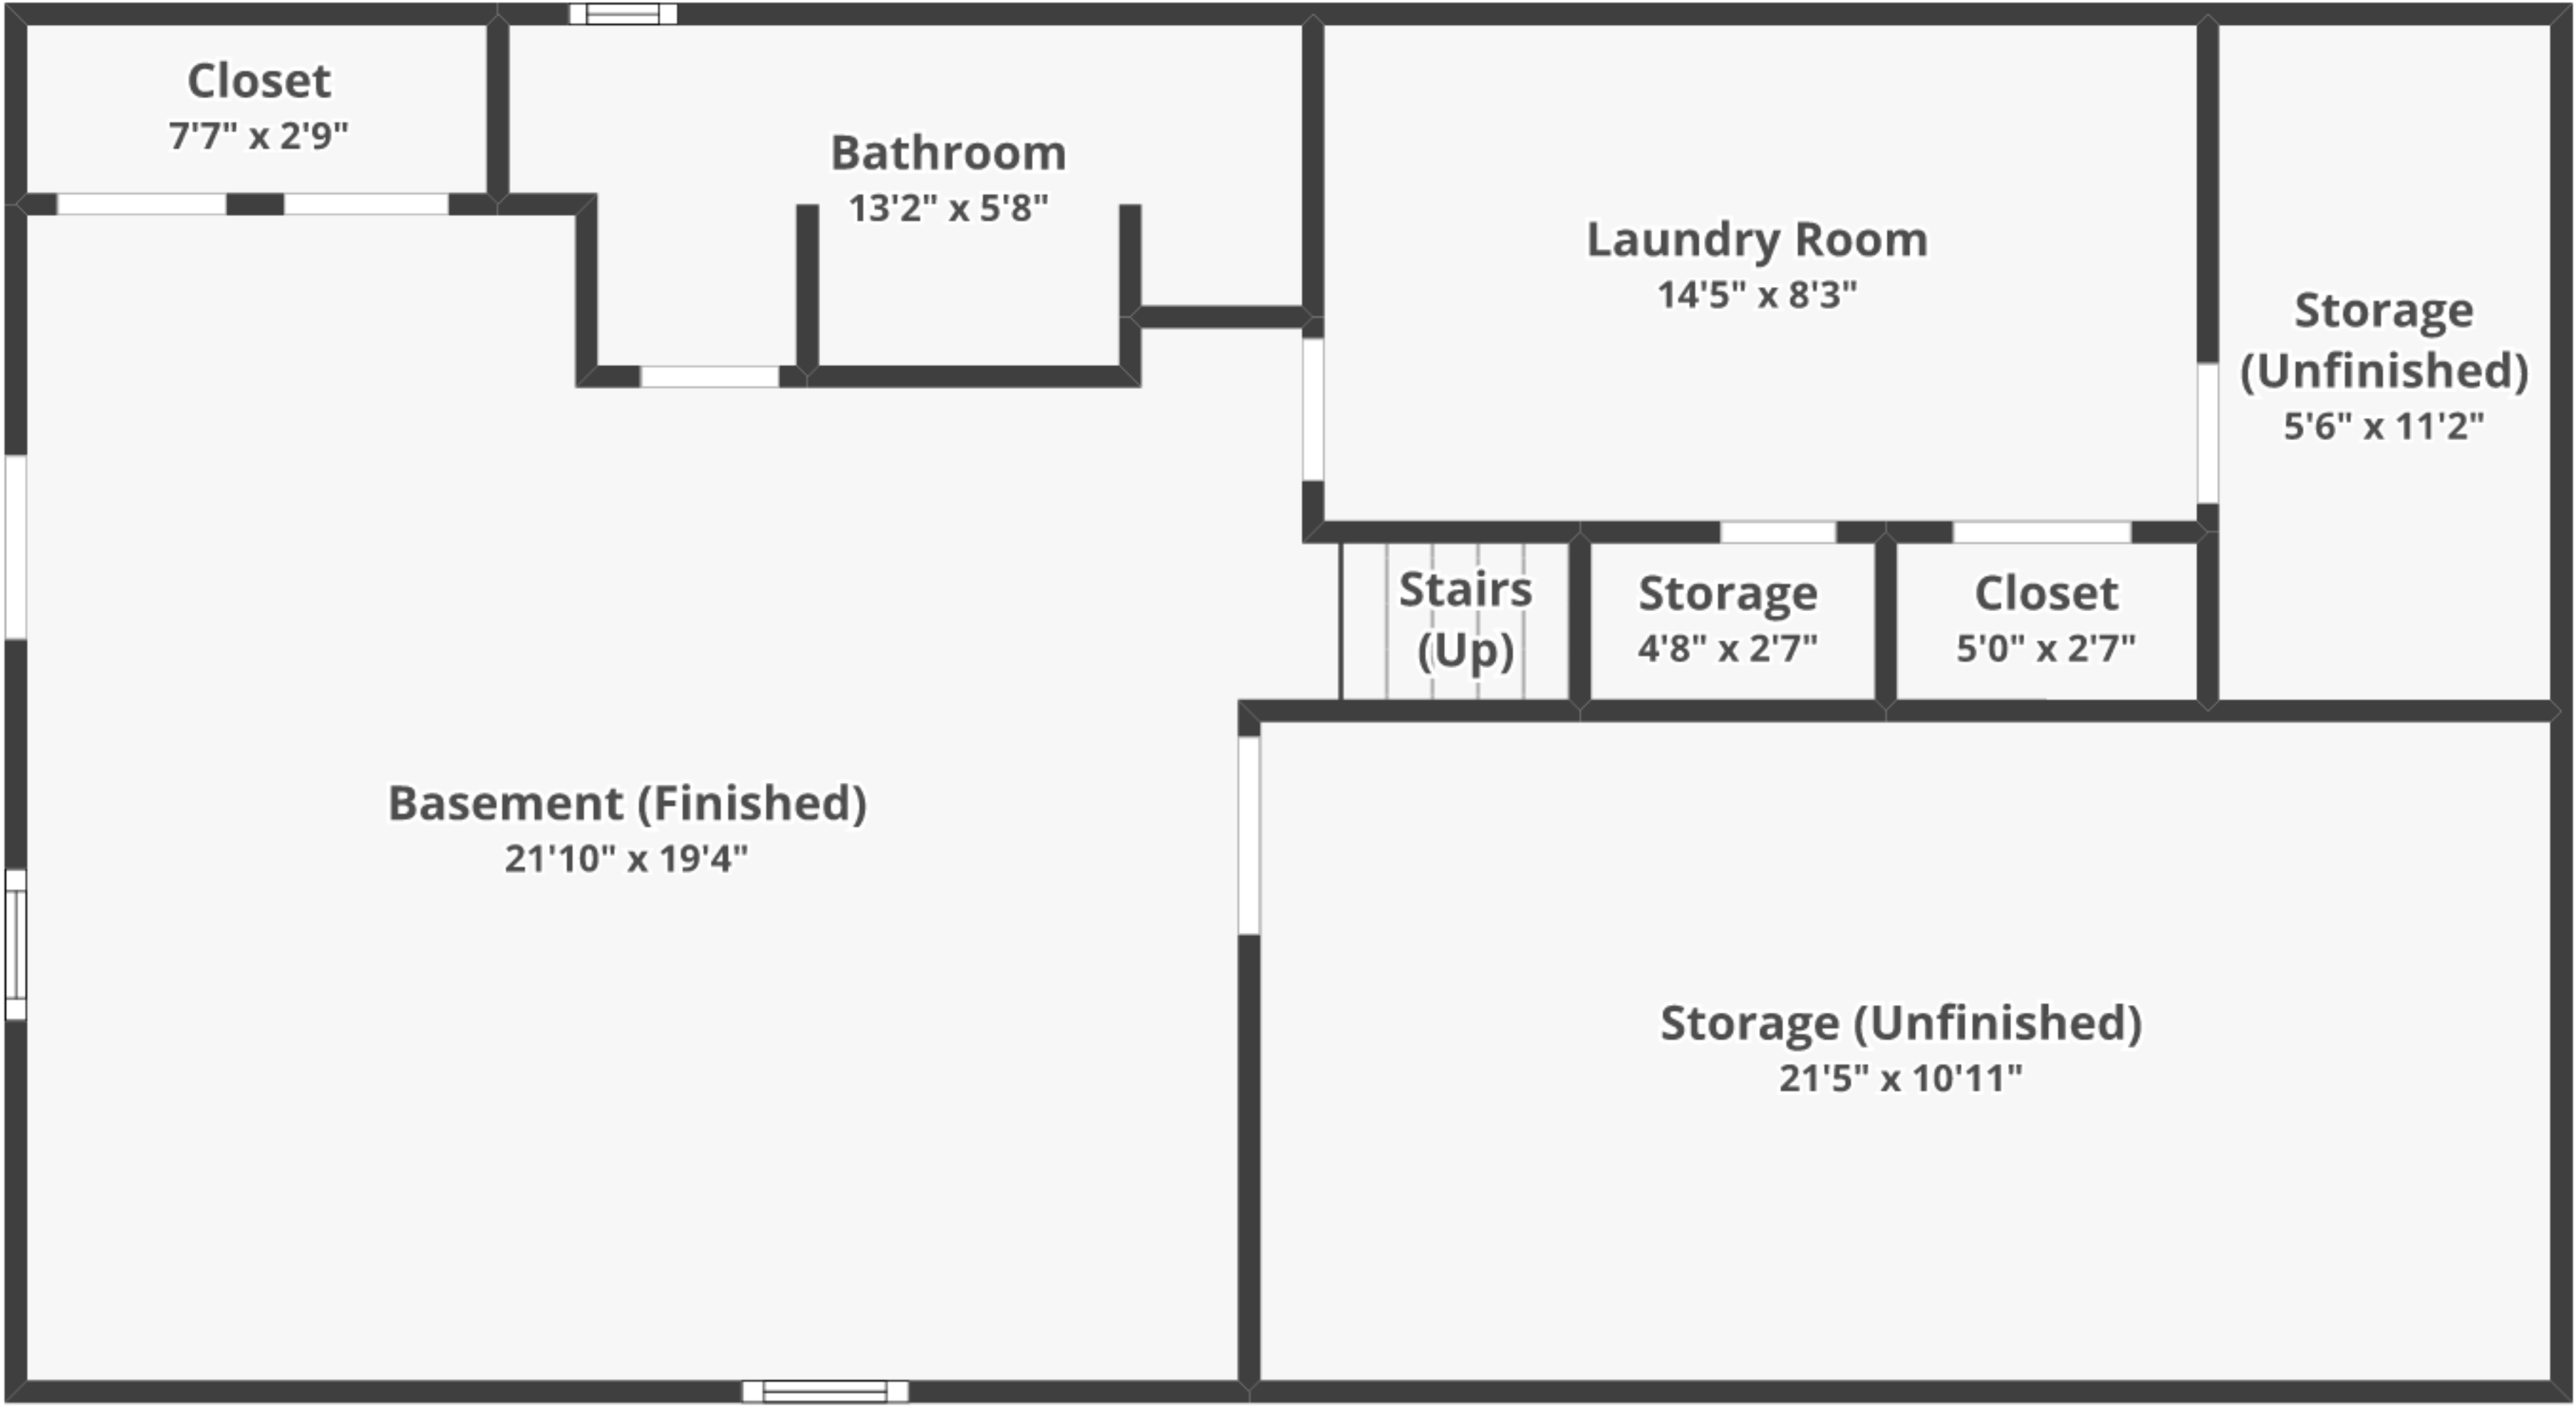 Closet
7'7" x 2'9"
Bathroom
13'2" x 5'8"
Laundry Room
14'5" x 8'3"
Storage
(Unfinished)
5'6" x 11'2"
Stairs
(Up)
Storage
4'8" x 2'7"
Closet
5'0" x 2'7"
Basement (Finished)
21'10" x 19'4"
Storage (Unfinished)
21'5" x 10'11"